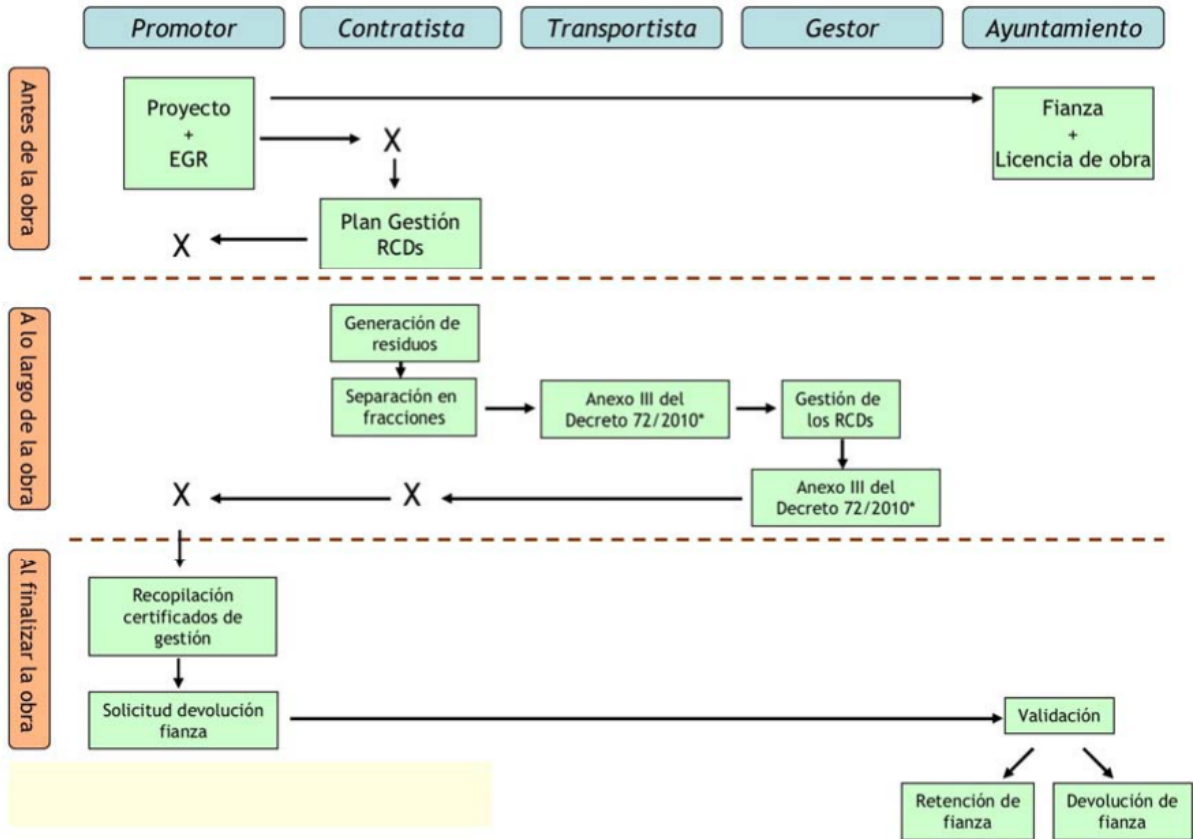 Promotor
Contratista
Transportista
Gestor
Ayuntamiento
Antes de la obra
Proyecto
+
EGR
X
Fianza
+
Licencia de obra
Plan Gestión
RCDs
X
A lo largo de la obra
Generación de
residuos
Separación en
fracciones
Anexo III del
Decreto 72/2010*
Gestión de
los RCDs
Anexo III del
Decreto 72/2010*
X
X
Al finalizar la obra
Recopilación
certificados de
gestión
Solicitud devolución
fianza
Validación
Retención de
fianza
Devolución de
fianza